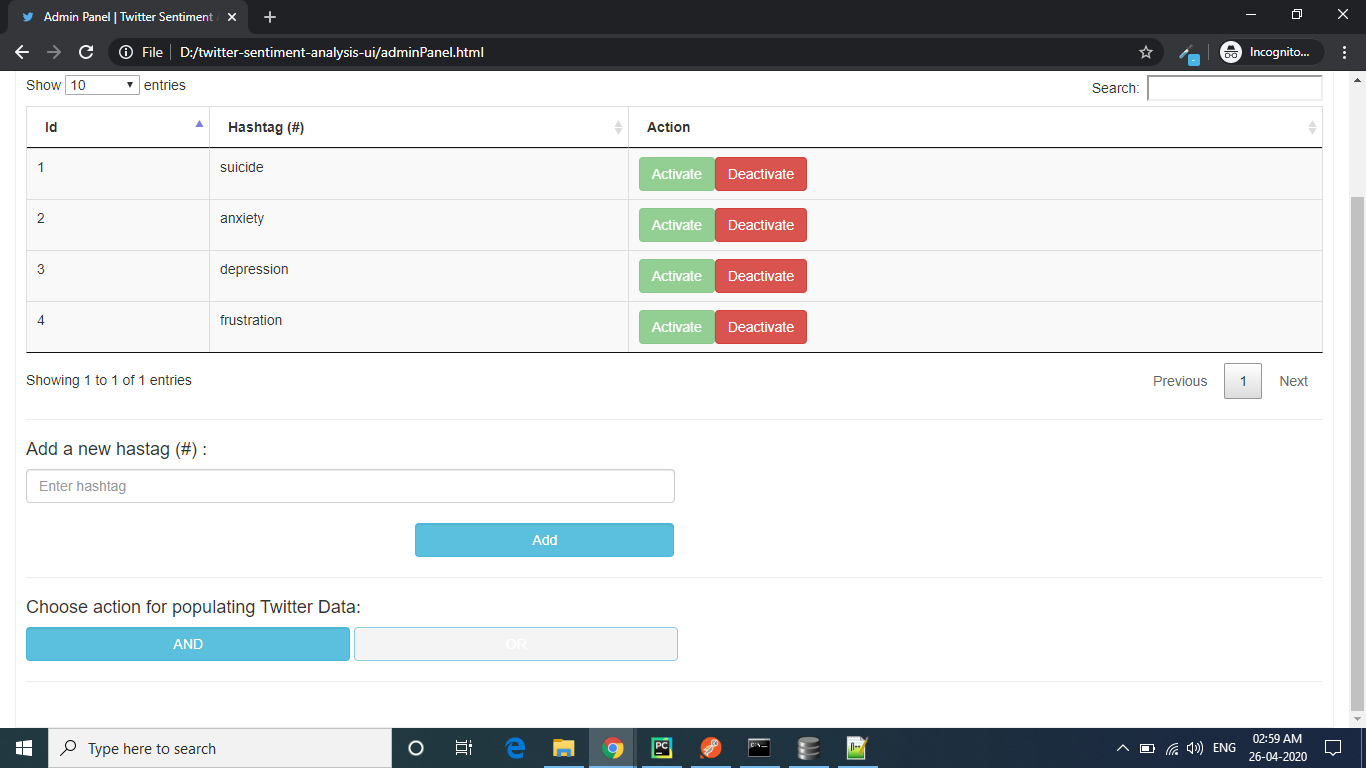 Admin Panel | Twitter Sentiment
File D:/twitter-sentiment-analysis-ui/adminPanel.html Incognito...
Show 10 entries Search:
Id Hashtag (#) Action
1 suicide Activate Deactivate
2 anxiety Activate Deactivate
3 depression Activate Deactivate
4 frustration Activate Deactivate
Showing 1 to 1 of 1 entries Previous 1 Next
Add a new hastag (#) :
Enter hashtag
Add
Choose action for populating Twitter Data:
AND OR
Type here to search ENG 02:59 AM
26-04-2020